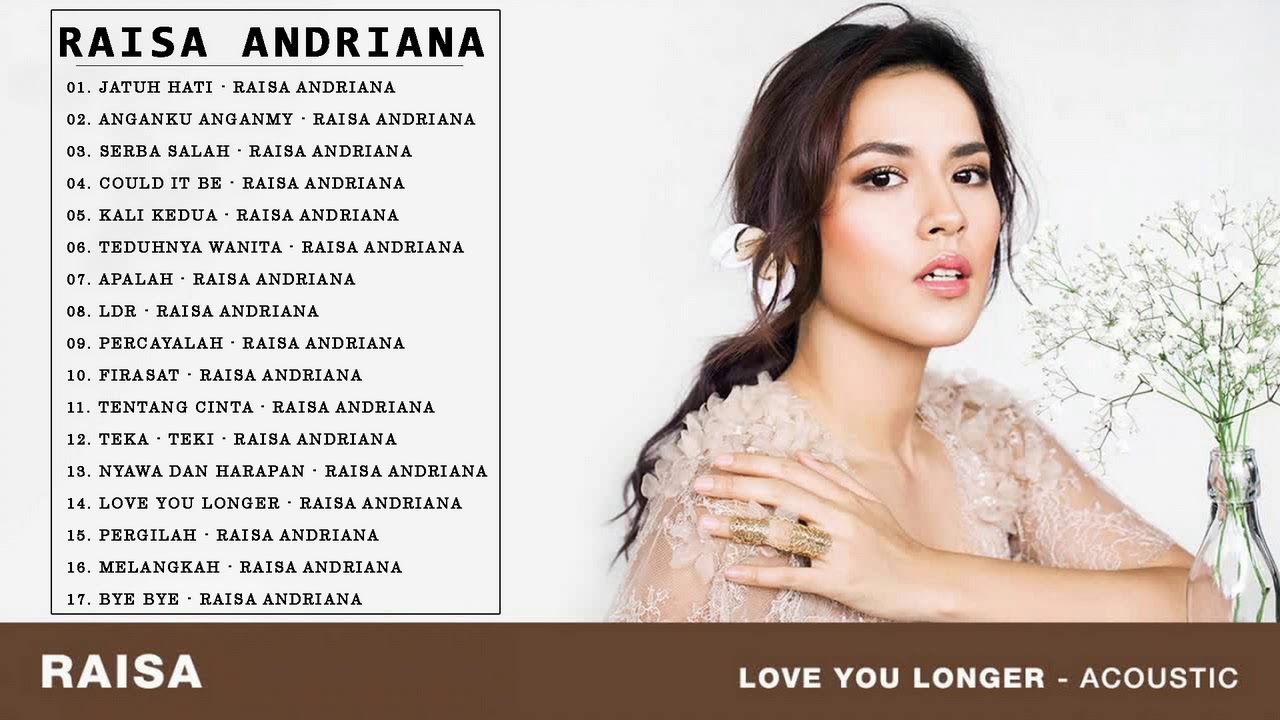 RAISA ANDRIANA
01. JATUH HATI - RAISA ANDRIANA
02. ANGANKU ANGANMY - RAISA ANDRIANA
03. SERBA SALAH - RAISA ANDRIANA
04. COULD IT BE - RAISA ANDRIANA
05. KALI KEDUA - RAISA ANDRIANA
06. TEDUHNYA WANITA - RAISA ANDRIANA
07. APALAH - RAISA ANDRIANA
08. LDR - RAISA ANDRIANA
09. PERCAYALAH - RAISA ANDRIANA
10. FIRASAT - RAISA ANDRIANA
11. TENTANG CINTA - RAISA ANDRIANA
12. TEKA - TEKI - RAISA ANDRIANA
13. NYAWA DAN HARAPAN - RAISA ANDRIANA
14. LOVE YOU LONGER - RAISA ANDRIANA
15. PERGILAH - RAISA ANDRIANA
16. MELANGKAH - RAISA ANDRIANA
17. BYE BYE - RAISA ANDRIANA
RAISA
LOVE YOU LONGER - ACOUSTIC